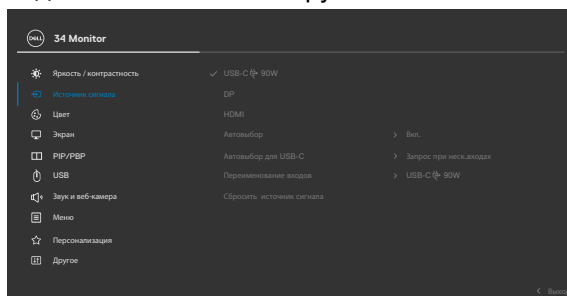 DELL 34 Monitor
Яркость / контрастность USB-C 90W
Источник сигнала DP
Цвет HDMI
Экран Автовыбор Вкл.
PIP/PBP Автовыбор для USB-C Запрос при неск.входах
USB Переименование входов USB-C 90W
Звук и веб-камера Сбросить источник сигнала
Меню
Персонализация
Другое
Выход